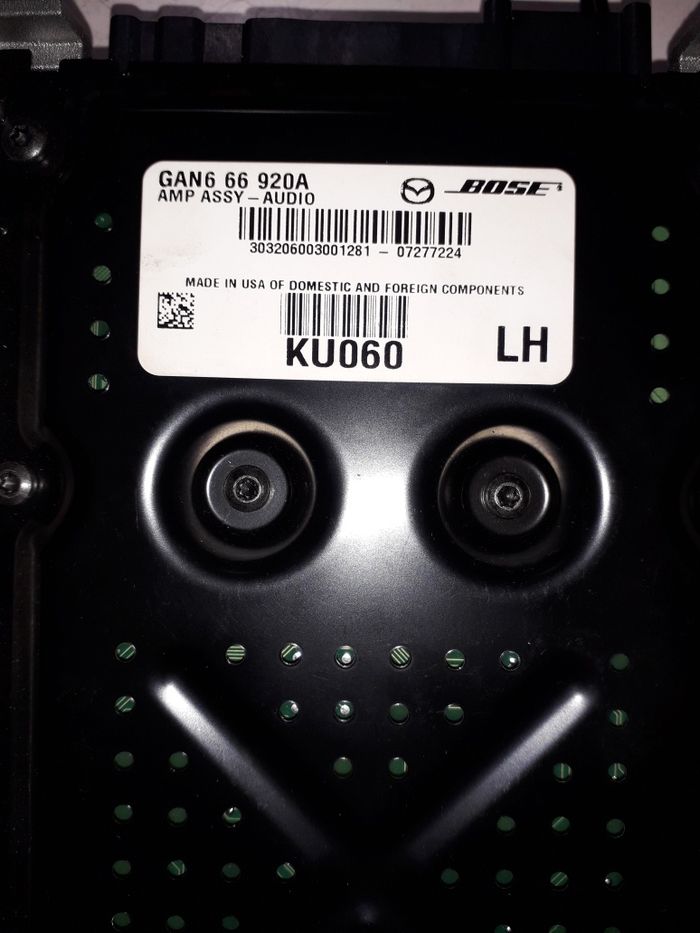 GAN6 66 920A
AMP ASSY – AUDIO
BOSE
303206003001281 – 07277224
MADE IN USA OF DOMESTIC AND FOREIGN COMPONENTS
KU060
LH